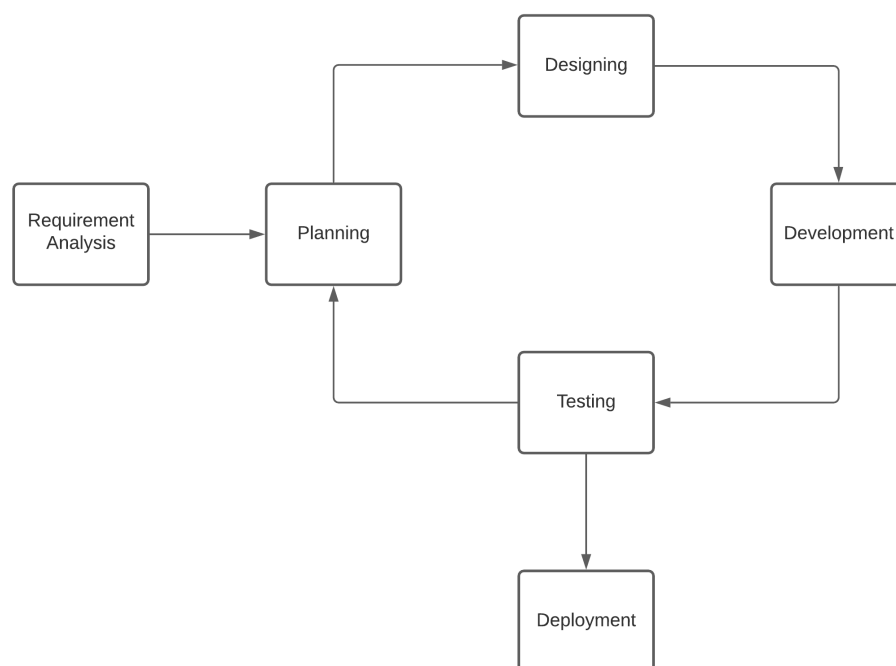 Designing
Requirement
Analysis
Planning
Development
Testing
Deployment